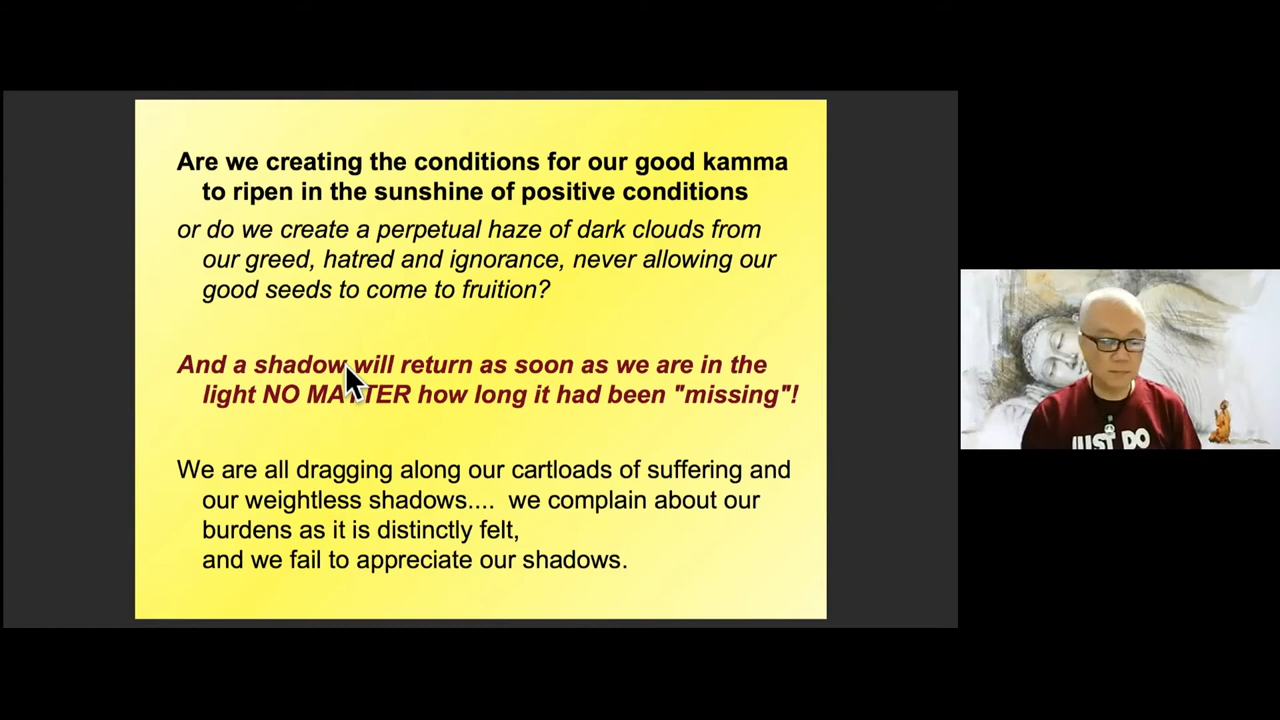 Are we creating the conditions for our good kamma
to ripen in the sunshine of positive conditions
or do we create a perpetual haze of dark clouds from
our greed, hatred and ignorance, never allowing our
good seeds to come to fruition?
And a shadow will return as soon as we are in the
light NO MATTER how long it had been "missing"!
We are all dragging along our cartloads of suffering and
our weightless shadows.... we complain about our
burdens as it is distinctly felt,
and we fail to appreciate our shadows.
JUST DO